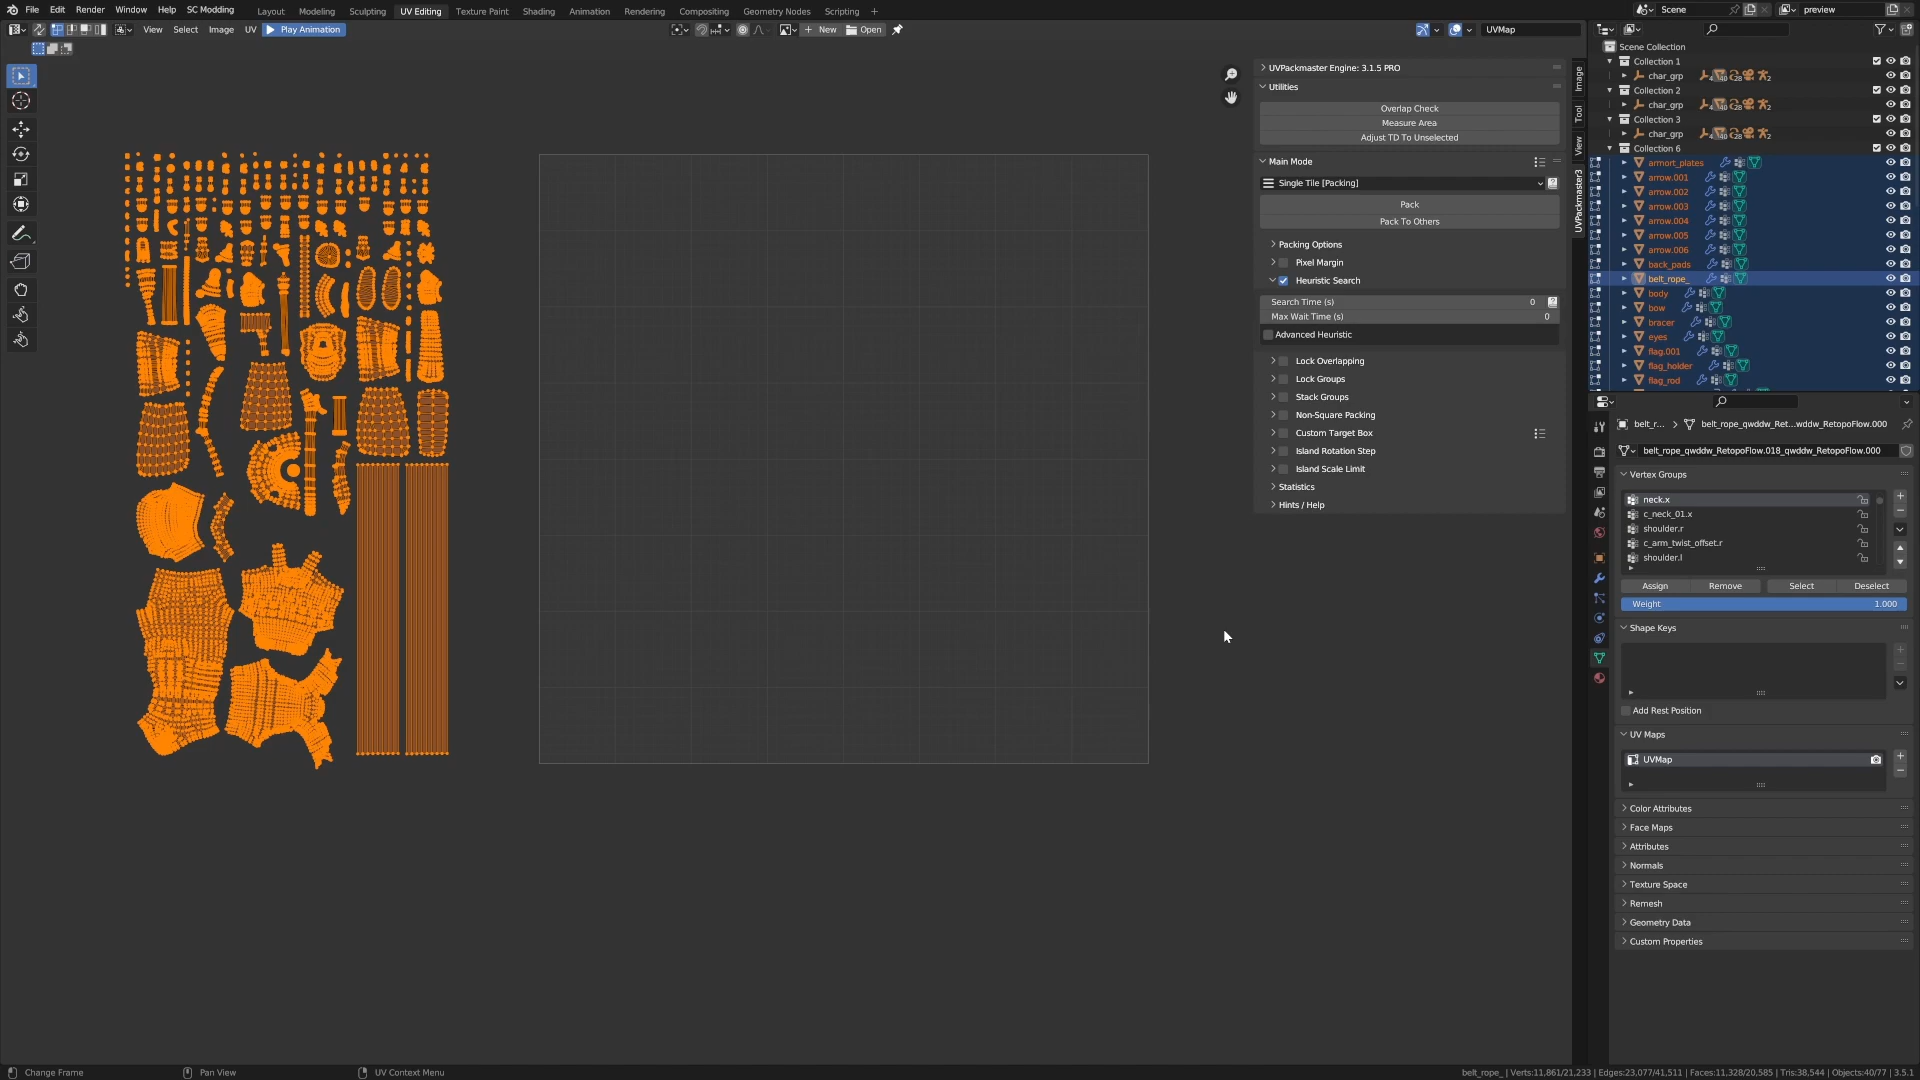 File Edit Render Window Help SC Modding Layout Modeling Sculpting UV Editing Texture Paint Shading Animation Rendering Compositing Geometry Nodes Scripting + Scene preview
View Select Image UV Play Animation New Open UVMap
Scene Collection
Collection 1
char_grp
Collection 2
char_grp
Collection 3
char_grp
Collection 6
armort_plates
arrow.001
arrow.002
arrow.003
arrow.004
arrow.005
arrow.006
back_pads
belt_rope_
body
bow
bracer
eyes
flag.001
flag_holder
flag_rod
UVPackmaster Engine: 3.1.5 PRO
Utilities
Overlap Check
Measure Area
Adjust TD To Unselected
Main Mode
Single Tile [Packing]
Pack
Pack To Others
Packing Options
Pixel Margin
Heuristic Search
Search Time (s) 0
Max Wait Time (s) 0
Advanced Heuristic
Lock Overlapping
Lock Groups
Stack Groups
Non-Square Packing
Custom Target Box
Island Rotation Step
Island Scale Limit
Statistics
Hints / Help
Image
Tool
View
UVPackmaster3
belt_r... belt_rope_qwddw_Ret...wddw_RetopoFlow.000
belt_rope_qwddw_RetopoFlow.018_qwddw_RetopoFlow.000
Vertex Groups
neck.x
c_neck_01.x
shoulder.r
c_arm_twist_offset.r
shoulder.l
Assign Remove Select Deselect
Weight 1.000
Shape Keys
Add Rest Position
UV Maps
UVMap
Color Attributes
Face Maps
Attributes
Normals
Texture Space
Remesh
Geometry Data
Custom Properties
Change Frame Pan View UV Context Menu belt_rope_ | Verts:11,861/21,233 | Edges:23,077/41,511 | Faces:11,328/20,585 | Tris:38,544 | Objects:40/77 | 3.5.1